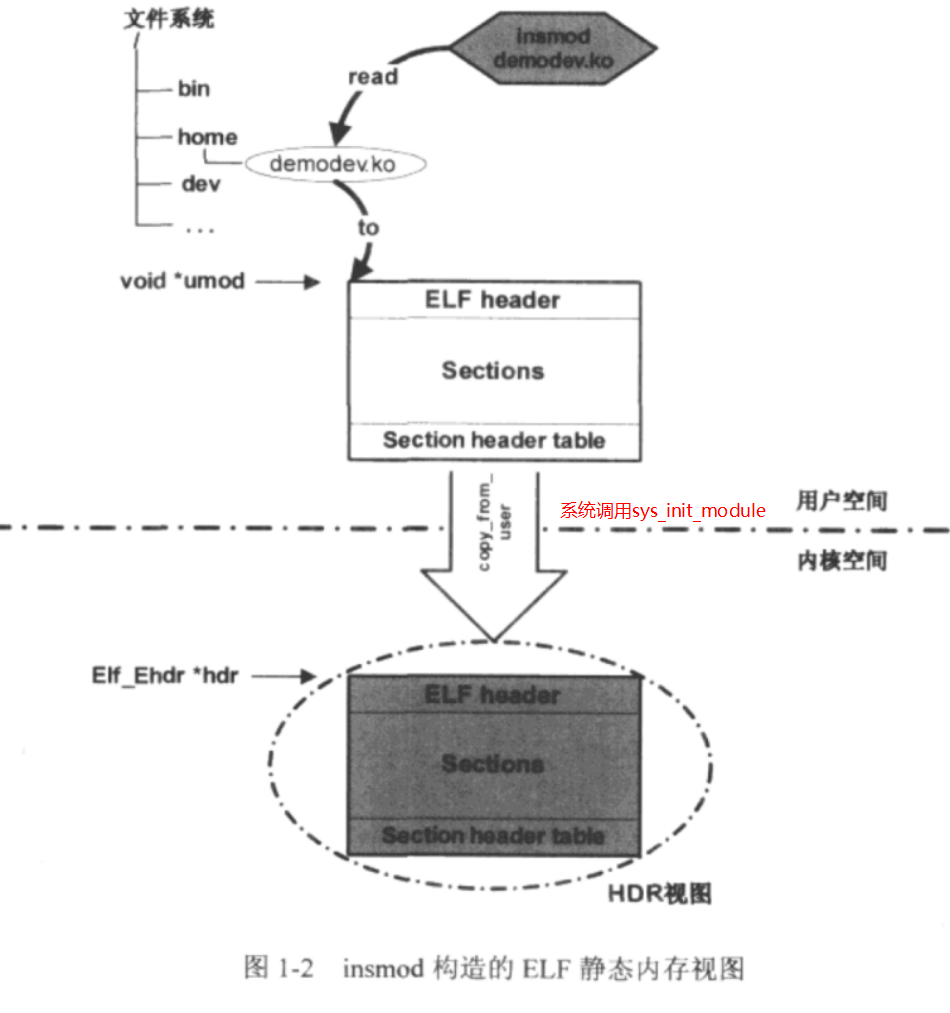 文件系统
insmod
demodev.ko
read
bin
home
demodev.ko
dev
...
to
void *umod
ELF header
Sections
Section header table
copy_from_
user
系统调用sys_init_module
用户空间
内核空间
Elf_Ehdr *hdr
ELF header
Sections
Section header table
HDR视图
图 1-2 insmod 构造的 ELF 静态内存视图